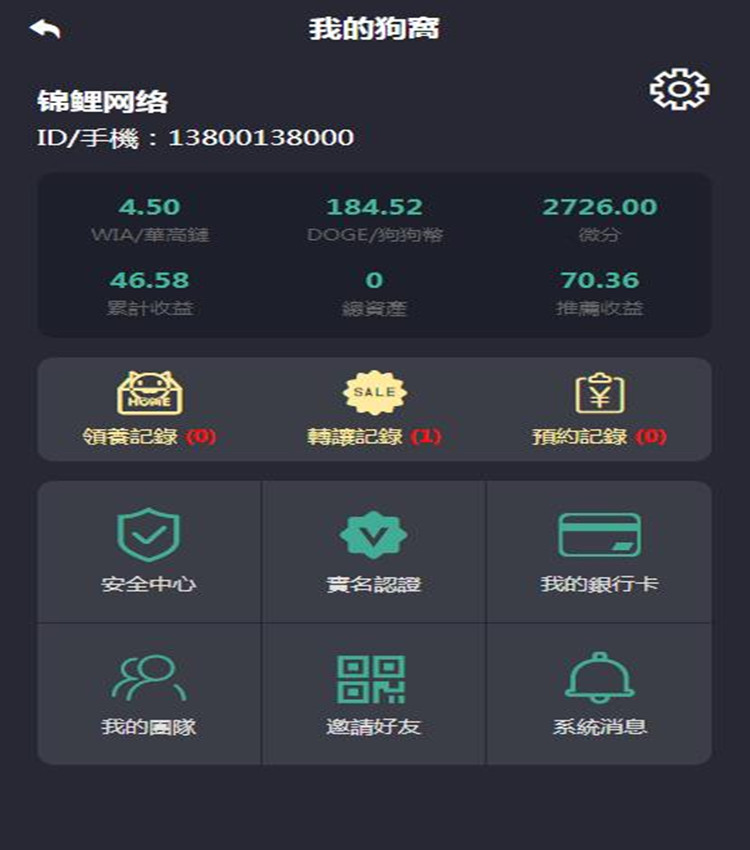 我的狗窩
锦鲤网络
ID/手機：13800138000
4.50 184.52 2726.00
WIA/華高鏈 DOGE/狗狗幣 微分
46.58 0 70.36
累計收益 總資產 推薦收益
HOME SALE
領養記錄 (0) 轉讓記錄 (1) 預約記錄 (0)
安全中心 實名認證 我的銀行卡
我的團隊 邀請好友 系統消息